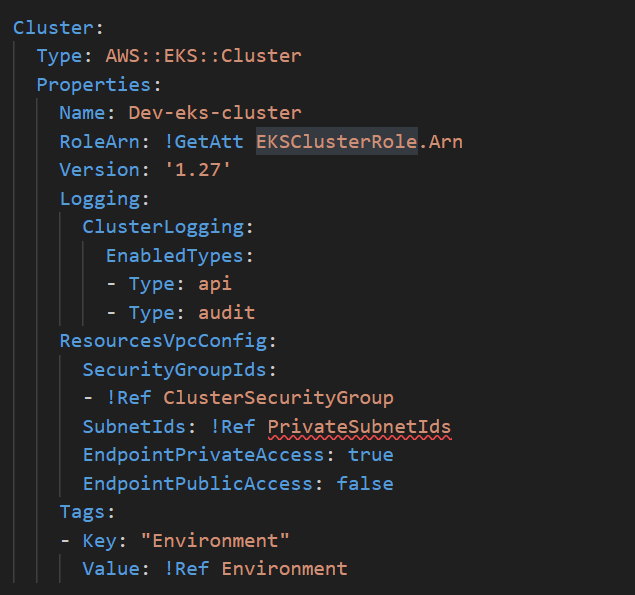 Cluster:
  Type: AWS::EKS::Cluster
  Properties:
    Name: Dev-eks-cluster
    RoleArn: !GetAtt EKSClusterRole.Arn
    Version: '1.27'
    Logging:
      ClusterLogging:
        EnabledTypes:
        - Type: api
        - Type: audit
    ResourcesVpcConfig:
      SecurityGroupIds:
      - !Ref ClusterSecurityGroup
      SubnetIds: !Ref PrivateSubnetIds
      EndpointPrivateAccess: true
      EndpointPublicAccess: false
    Tags:
    - Key: "Environment"
      Value: !Ref Environment